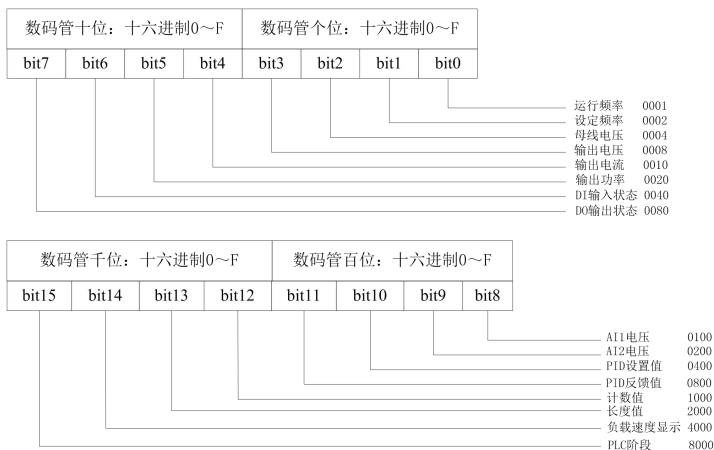 数码管十位：十六进制0～F 数码管个位：十六进制0～F
bit7 bit6 bit5 bit4 bit3 bit2 bit1 bit0
运行频率 0001
设定频率 0002
母线电压 0004
输出电压 0008
输出电流 0010
输出功率 0020
DI输入状态 0040
DO输出状态 0080
数码管千位：十六进制0～F 数码管百位：十六进制0～F
bit15 bit14 bit13 bit12 bit11 bit10 bit9 bit8
AI1电压 0100
AI2电压 0200
PID设置值 0400
PID反馈值 0800
计数值 1000
长度值 2000
负载速度显示 4000
PLC阶段 8000